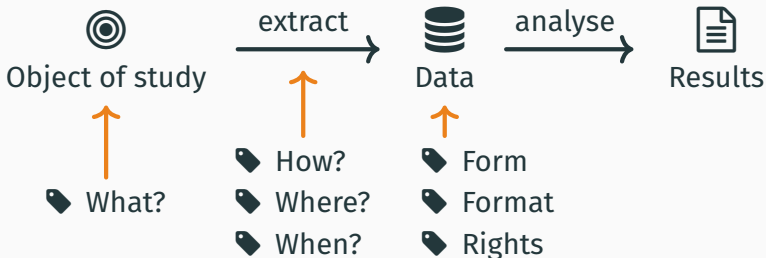 extract
analyse
Object of study
Data
Results
What?
How?
Where?
When?
Form
Format
Rights